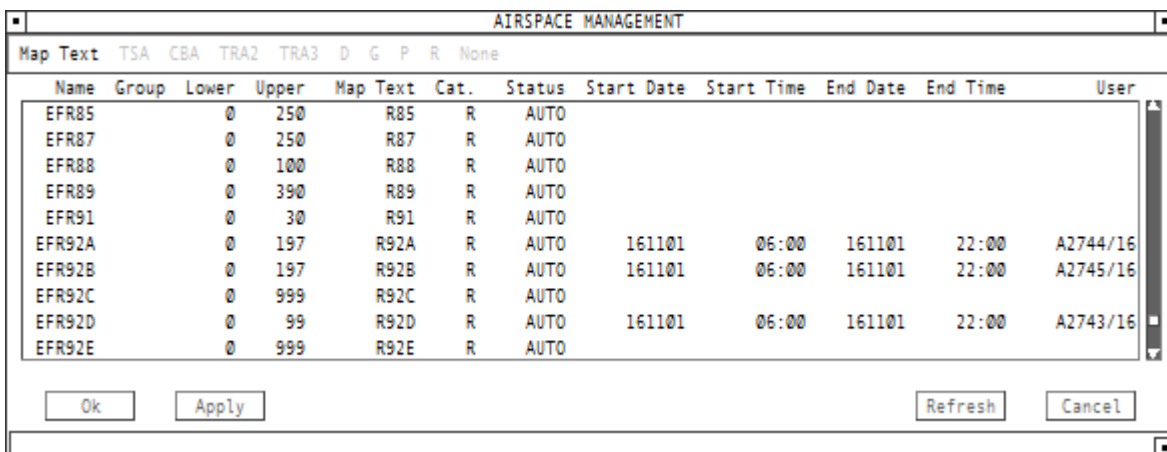 AIRSPACE MANAGEMENT
Map Text TSA CBA TRA2 TRA3 D G P R None
Name Group Lower Upper Map Text Cat. Status Start Date Start Time End Date End Time User
EFR85 0 250 R85 R AUTO
EFR87 0 250 R87 R AUTO
EFR88 0 100 R88 R AUTO
EFR89 0 390 R89 R AUTO
EFR91 0 30 R91 R AUTO
EFR92A 0 197 R92A R AUTO 161101 06:00 161101 22:00 A2744/16
EFR92B 0 197 R92B R AUTO 161101 06:00 161101 22:00 A2745/16
EFR92C 0 999 R92C R AUTO
EFR92D 0 99 R92D R AUTO 161101 06:00 161101 22:00 A2743/16
EFR92E 0 999 R92E R AUTO
Ok Apply Refresh Cancel